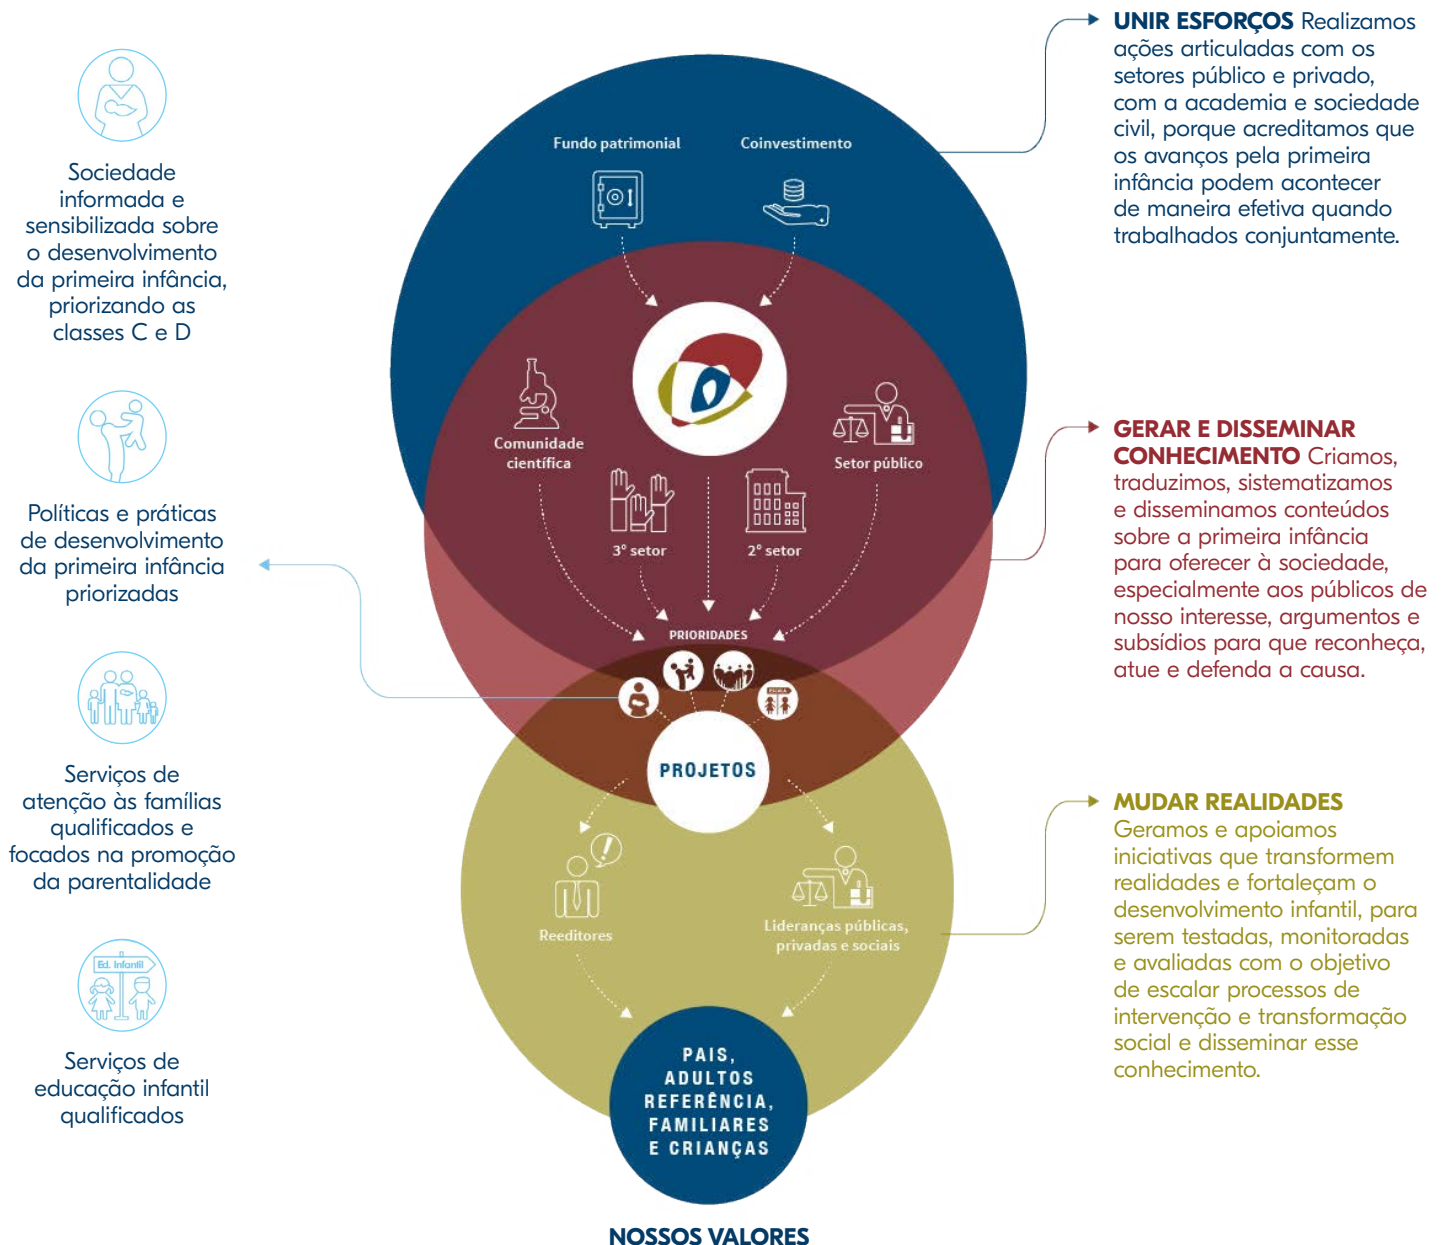 Sociedade
informada e
sensibilizada sobre
o desenvolvimento
da primeira infância,
priorizando as
classes C e D
Políticas e práticas
de desenvolvimento
da primeira infância
priorizadas
Serviços de
atenção às famílias
qualificados e
focados na promoção
da parentalidade
Ed. Infantil
Serviços de
educação infantil
qualificados
Fundo patrimonial
Coinvestimento
Comunidade
científica
Setor público
3º setor
2º setor
PRIORIDADES
ESCOLA
PROJETOS
Reeditores
Lideranças públicas,
privadas e sociais
PAIS,
ADULTOS
REFERÊNCIA,
FAMILIARES
E CRIANÇAS
NOSSOS VALORES
UNIR ESFORÇOS Realizamos
ações articuladas com os
setores público e privado,
com a academia e sociedade
civil, porque acreditamos que
os avanços pela primeira
infância podem acontecer
de maneira efetiva quando
trabalhados conjuntamente.
GERAR E DISSEMINAR
CONHECIMENTO Criamos,
traduzimos, sistematizamos
e disseminamos conteúdos
sobre a primeira infância
para oferecer à sociedade,
especialmente aos públicos de
nosso interesse, argumentos e
subsídios para que reconheça,
atue e defenda a causa.
MUDAR REALIDADES
Geramos e apoiamos
iniciativas que transformem
realidades e fortaleçam o
desenvolvimento infantil, para
serem testadas, monitoradas
e avaliadas com o objetivo
de escalar processos de
intervenção e transformação
social e disseminar esse
conhecimento.